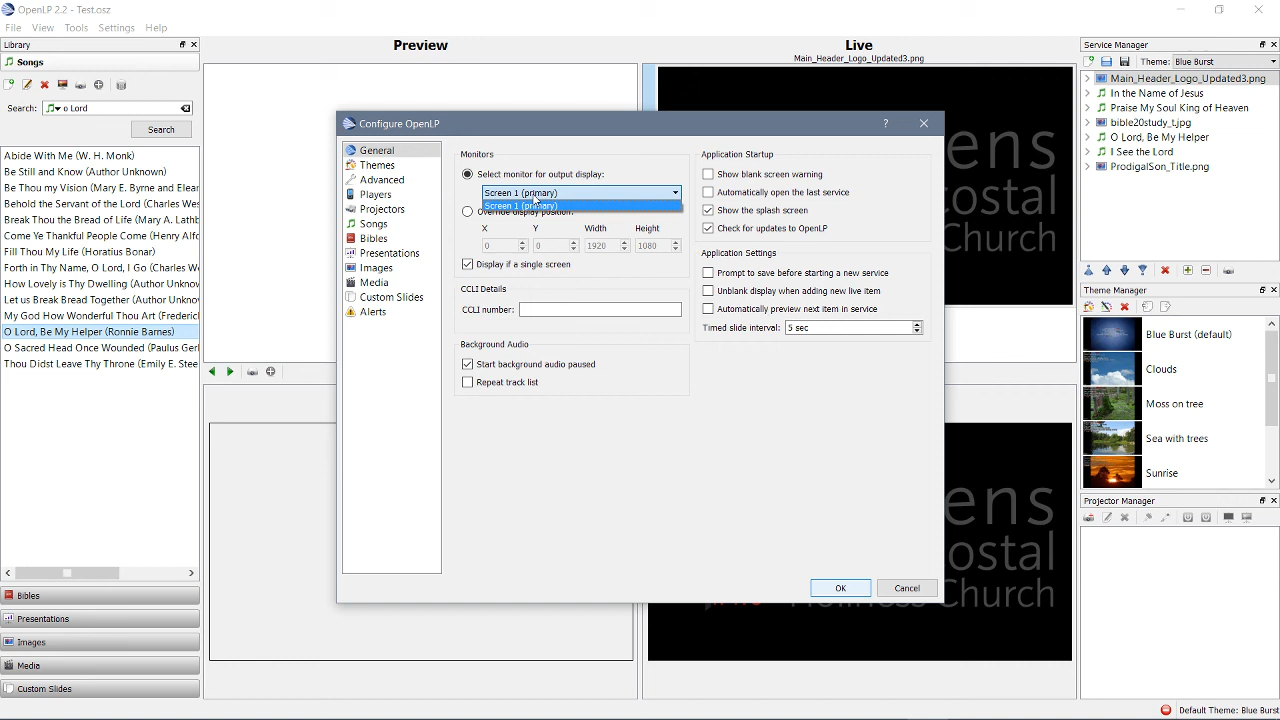 OpenLP 2.2 - Test.osz
File View Tools Settings Help
Library
Songs
Search: o Lord
Search
Abide With Me (W. H. Monk)
Be Still and Know (Author Unknown)
Be Thou my Vision (Mary E. Byrne and Elean
Behold the Servant of the Lord (Charles Wes
Break Thou the Bread of Life (Mary A. Lathb
Come Ye Thankful People Come (Henry Alfo
Fill my Life (Horatius Bonar)
Forth in Thy Name, O Lord, I Go (Charles W
How Lovely is Thy Dwelling (Author Unknow
Let us Break Bread Together (Author Unkno
My God How Wonderful Thou Art (Frederick
O Lord, Be My Helper (Ronnie Barnes)
O Sacred Head Once Wounded (Paulus Gerl
Thou Didst Leave Thy Throne (Emily E. Stee
Bibles
Presentations
Images
Media
Custom Slides
Preview
Live
Main_Header_Logo_Updated3.png
ens
costal
Church
Configure OpenLP
General
Themes
Advanced
Players
Projectors
Songs
Bibles
Presentations
Images
Media
Custom Slides
Alerts
Monitors
Select monitor for output display:
Screen 1 (primary)
Screen 1 (primary)
Override display position:
X Y Width Height
0 0 1920 1080
Display if a single screen
CCLI Details
CCLI number:
Background Audio
Start background audio paused
Repeat track list
Application Startup
Show blank screen warning
Automatically open the last service
Show the splash screen
Check for updates to OpenLP
Application Settings
Prompt to save before starting a new service
Unblank display when adding new live item
Automatically preview next item in service
Timed slide interval: 5 sec
OK Cancel
ens
costal
Church
Service Manager
Theme: Blue Burst
Main_Header_Logo_Updated3.png
In the Name of Jesus
Praise My Soul King of Heaven
bible20study_t.jpg
O Lord, Be My Helper
I See the Lord
ProdigalSon_Title.png
Theme Manager
Blue Burst (default)
Clouds
Moss on tree
Sea with trees
Sunrise
Projector Manager
Default Theme: Blue Burst